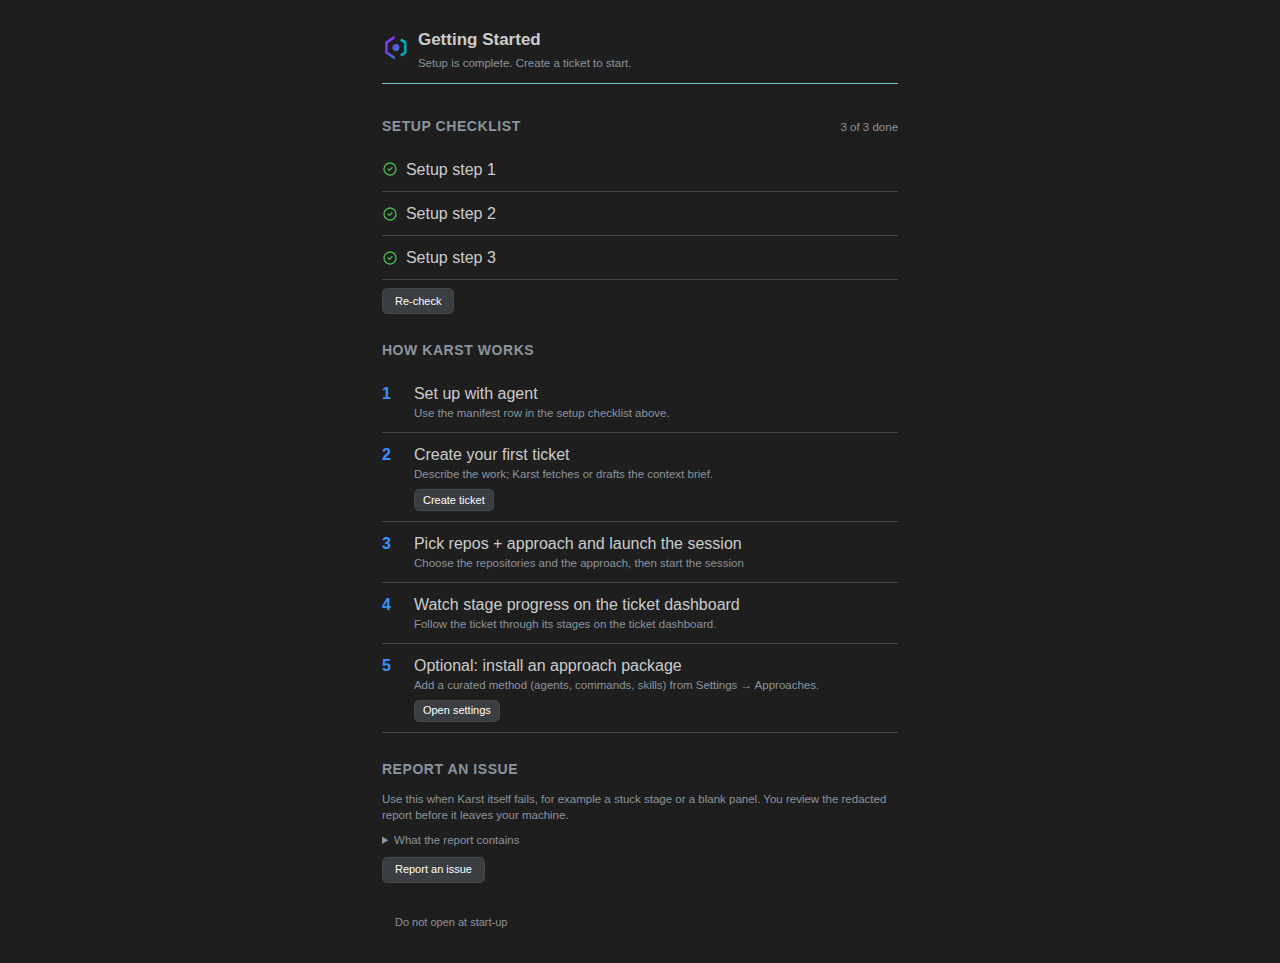 Getting Started
Setup is complete. Create a ticket to start.
SETUP CHECKLIST
3 of 3 done
Setup step 1
Setup step 2
Setup step 3
Re-check
HOW KARST WORKS
1 Set up with agent
Use the manifest row in the setup checklist above.
2 Create your first ticket
Describe the work; Karst fetches or drafts the context brief.
Create ticket
3 Pick repos + approach and launch the session
Choose the repositories and the approach, then start the session
4 Watch stage progress on the ticket dashboard
Follow the ticket through its stages on the ticket dashboard.
5 Optional: install an approach package
Add a curated method (agents, commands, skills) from Settings → Approaches.
Open settings
REPORT AN ISSUE
Use this when Karst itself fails, for example a stuck stage or a blank panel. You review the redacted
report before it leaves your machine.
▶ What the report contains
Report an issue
Do not open at start-up